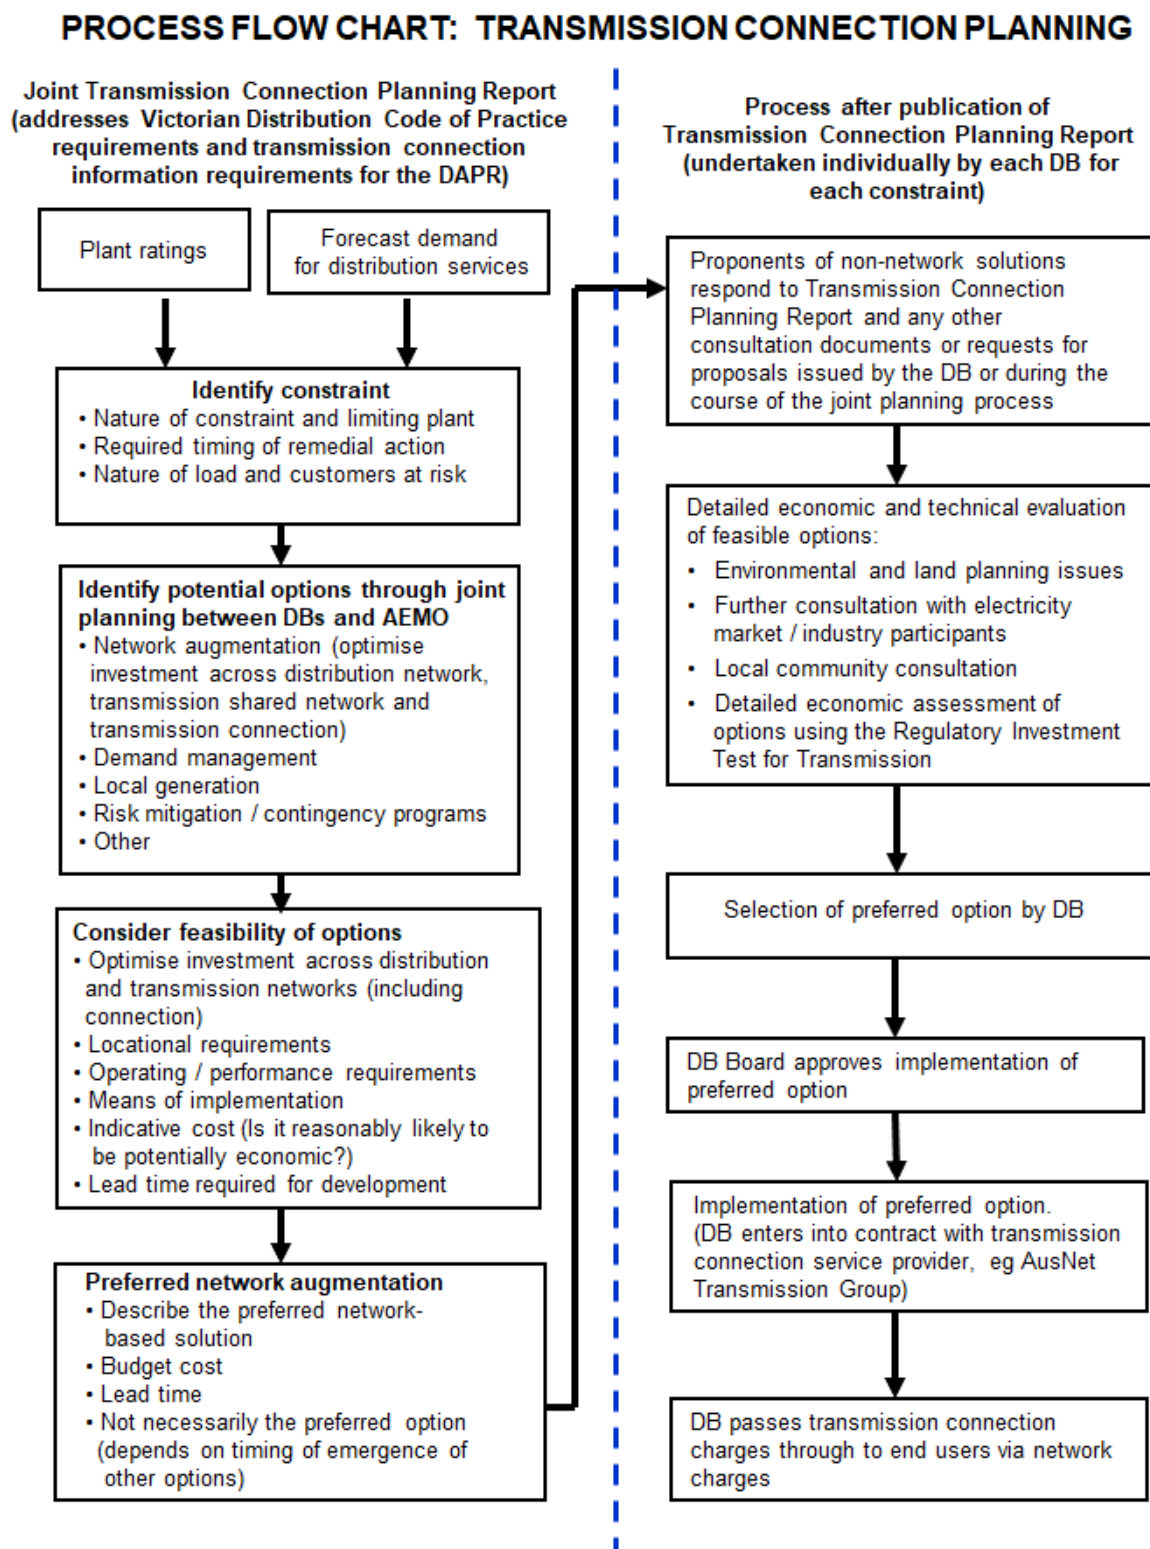 PROCESS FLOW CHART: TRANSMISSION CONNECTION PLANNING
Joint Transmission Connection Planning Report
(addresses Victorian Distribution Code of Practice
requirements and transmission connection
information requirements for the DAPR)
Plant ratings
Forecast demand
for distribution services
Identify constraint
• Nature of constraint and limiting plant
• Required timing of remedial action
• Nature of load and customers at risk
Identify potential options through joint
planning between DBs and AEMO
• Network augmentation (optimise
investment across distribution network,
transmission shared network and
transmission connection)
• Demand management
• Local generation
• Risk mitigation / contingency programs
• Other
Consider feasibility of options
• Optimise investment across distribution
and transmission networks (including
connection)
• Locational requirements
• Operating / performance requirements
• Means of implementation
• Indicative cost (Is it reasonably likely to
be potentially economic?)
• Lead time required for development
Preferred network augmentation
• Describe the preferred network-
based solution
• Budget cost
• Lead time
• Not necessarily the preferred option
(depends on timing of emergence of
other options)
Process after publication of
Transmission Connection Planning Report
(undertaken individually by each DB for
each constraint)
Proponents of non-network solutions
respond to Transmission Connection
Planning Report and any other
consultation documents or requests for
proposals issued by the DB or during the
course of the joint planning process
Detailed economic and technical evaluation
of feasible options:
• Environmental and land planning issues
• Further consultation with electricity
market / industry participants
• Local community consultation
• Detailed economic assessment of
options using the Regulatory Investment
Test for Transmission
Selection of preferred option by DB
DB Board approves implementation of
preferred option
Implementation of preferred option.
(DB enters into contract with transmission
connection service provider, eg AusNet
Transmission Group)
DB passes transmission connection
charges through to end users via network
charges